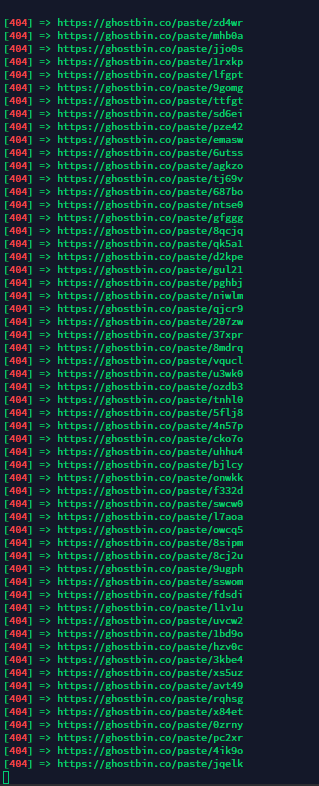 [404] => https://ghostbin.co/paste/zd4wr
[404] => https://ghostbin.co/paste/mhb0a
[404] => https://ghostbin.co/paste/jjo0s
[404] => https://ghostbin.co/paste/1rxkp
[404] => https://ghostbin.co/paste/lfgpt
[404] => https://ghostbin.co/paste/9gomg
[404] => https://ghostbin.co/paste/ttfgt
[404] => https://ghostbin.co/paste/sd6ei
[404] => https://ghostbin.co/paste/pze42
[404] => https://ghostbin.co/paste/emasw
[404] => https://ghostbin.co/paste/6utss
[404] => https://ghostbin.co/paste/agkzo
[404] => https://ghostbin.co/paste/tj69v
[404] => https://ghostbin.co/paste/687bo
[404] => https://ghostbin.co/paste/ntse0
[404] => https://ghostbin.co/paste/gfggg
[404] => https://ghostbin.co/paste/8qcjq
[404] => https://ghostbin.co/paste/qk5a1
[404] => https://ghostbin.co/paste/d2kpe
[404] => https://ghostbin.co/paste/gul21
[404] => https://ghostbin.co/paste/pghbj
[404] => https://ghostbin.co/paste/niwlm
[404] => https://ghostbin.co/paste/qjcr9
[404] => https://ghostbin.co/paste/207zw
[404] => https://ghostbin.co/paste/37xpr
[404] => https://ghostbin.co/paste/8mdrq
[404] => https://ghostbin.co/paste/vqucl
[404] => https://ghostbin.co/paste/u3wk0
[404] => https://ghostbin.co/paste/ozdb3
[404] => https://ghostbin.co/paste/tnhl0
[404] => https://ghostbin.co/paste/5flj8
[404] => https://ghostbin.co/paste/4n57p
[404] => https://ghostbin.co/paste/cko7o
[404] => https://ghostbin.co/paste/uhhu4
[404] => https://ghostbin.co/paste/bjlcy
[404] => https://ghostbin.co/paste/onwkk
[404] => https://ghostbin.co/paste/f332d
[404] => https://ghostbin.co/paste/swcw0
[404] => https://ghostbin.co/paste/l7aoa
[404] => https://ghostbin.co/paste/owcq5
[404] => https://ghostbin.co/paste/8sipm
[404] => https://ghostbin.co/paste/8cj2u
[404] => https://ghostbin.co/paste/9ugph
[404] => https://ghostbin.co/paste/sswom
[404] => https://ghostbin.co/paste/fdsdi
[404] => https://ghostbin.co/paste/l1v1u
[404] => https://ghostbin.co/paste/uvcw2
[404] => https://ghostbin.co/paste/1bd9o
[404] => https://ghostbin.co/paste/hzv0c
[404] => https://ghostbin.co/paste/3kbe4
[404] => https://ghostbin.co/paste/xs5uz
[404] => https://ghostbin.co/paste/avt49
[404] => https://ghostbin.co/paste/rqhsg
[404] => https://ghostbin.co/paste/x84et
[404] => https://ghostbin.co/paste/0zrny
[404] => https://ghostbin.co/paste/pc2xr
[404] => https://ghostbin.co/paste/4ik9o
[404] => https://ghostbin.co/paste/jqelk